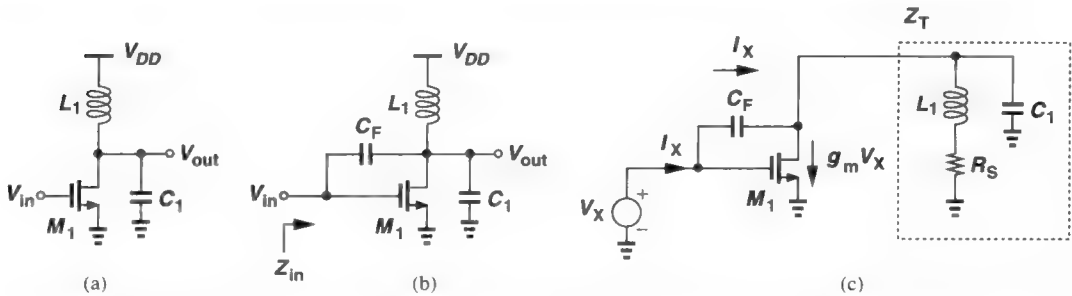 V_DD
L_1
V_out
V_in
M_1
C_1
(a)
V_DD
L_1
C_F
V_out
V_in
M_1
C_1
Z_in
(b)
Z_T
I_X
C_F
I_X
g_m V_X
M_1
V_X
+
−
L_1
C_1
R_S
(c)